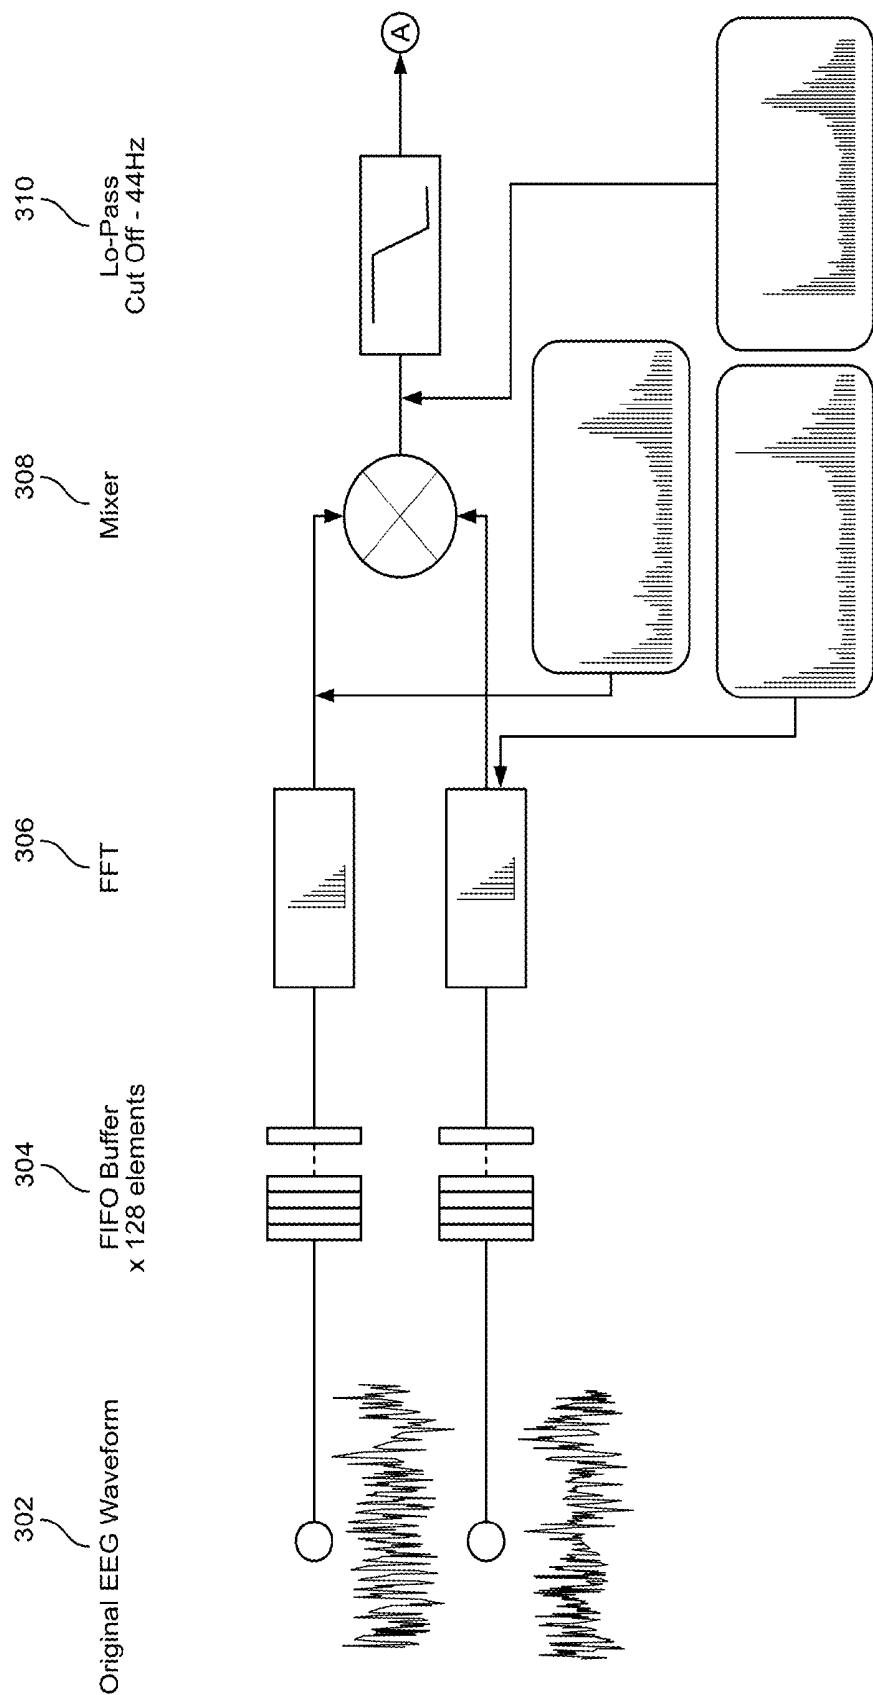 302
Original EEG Waveform
304
FIFO Buffer
x 128 elements
306
FFT
308
Mixer
310
Lo-Pass
Cut Off - 44Hz
A